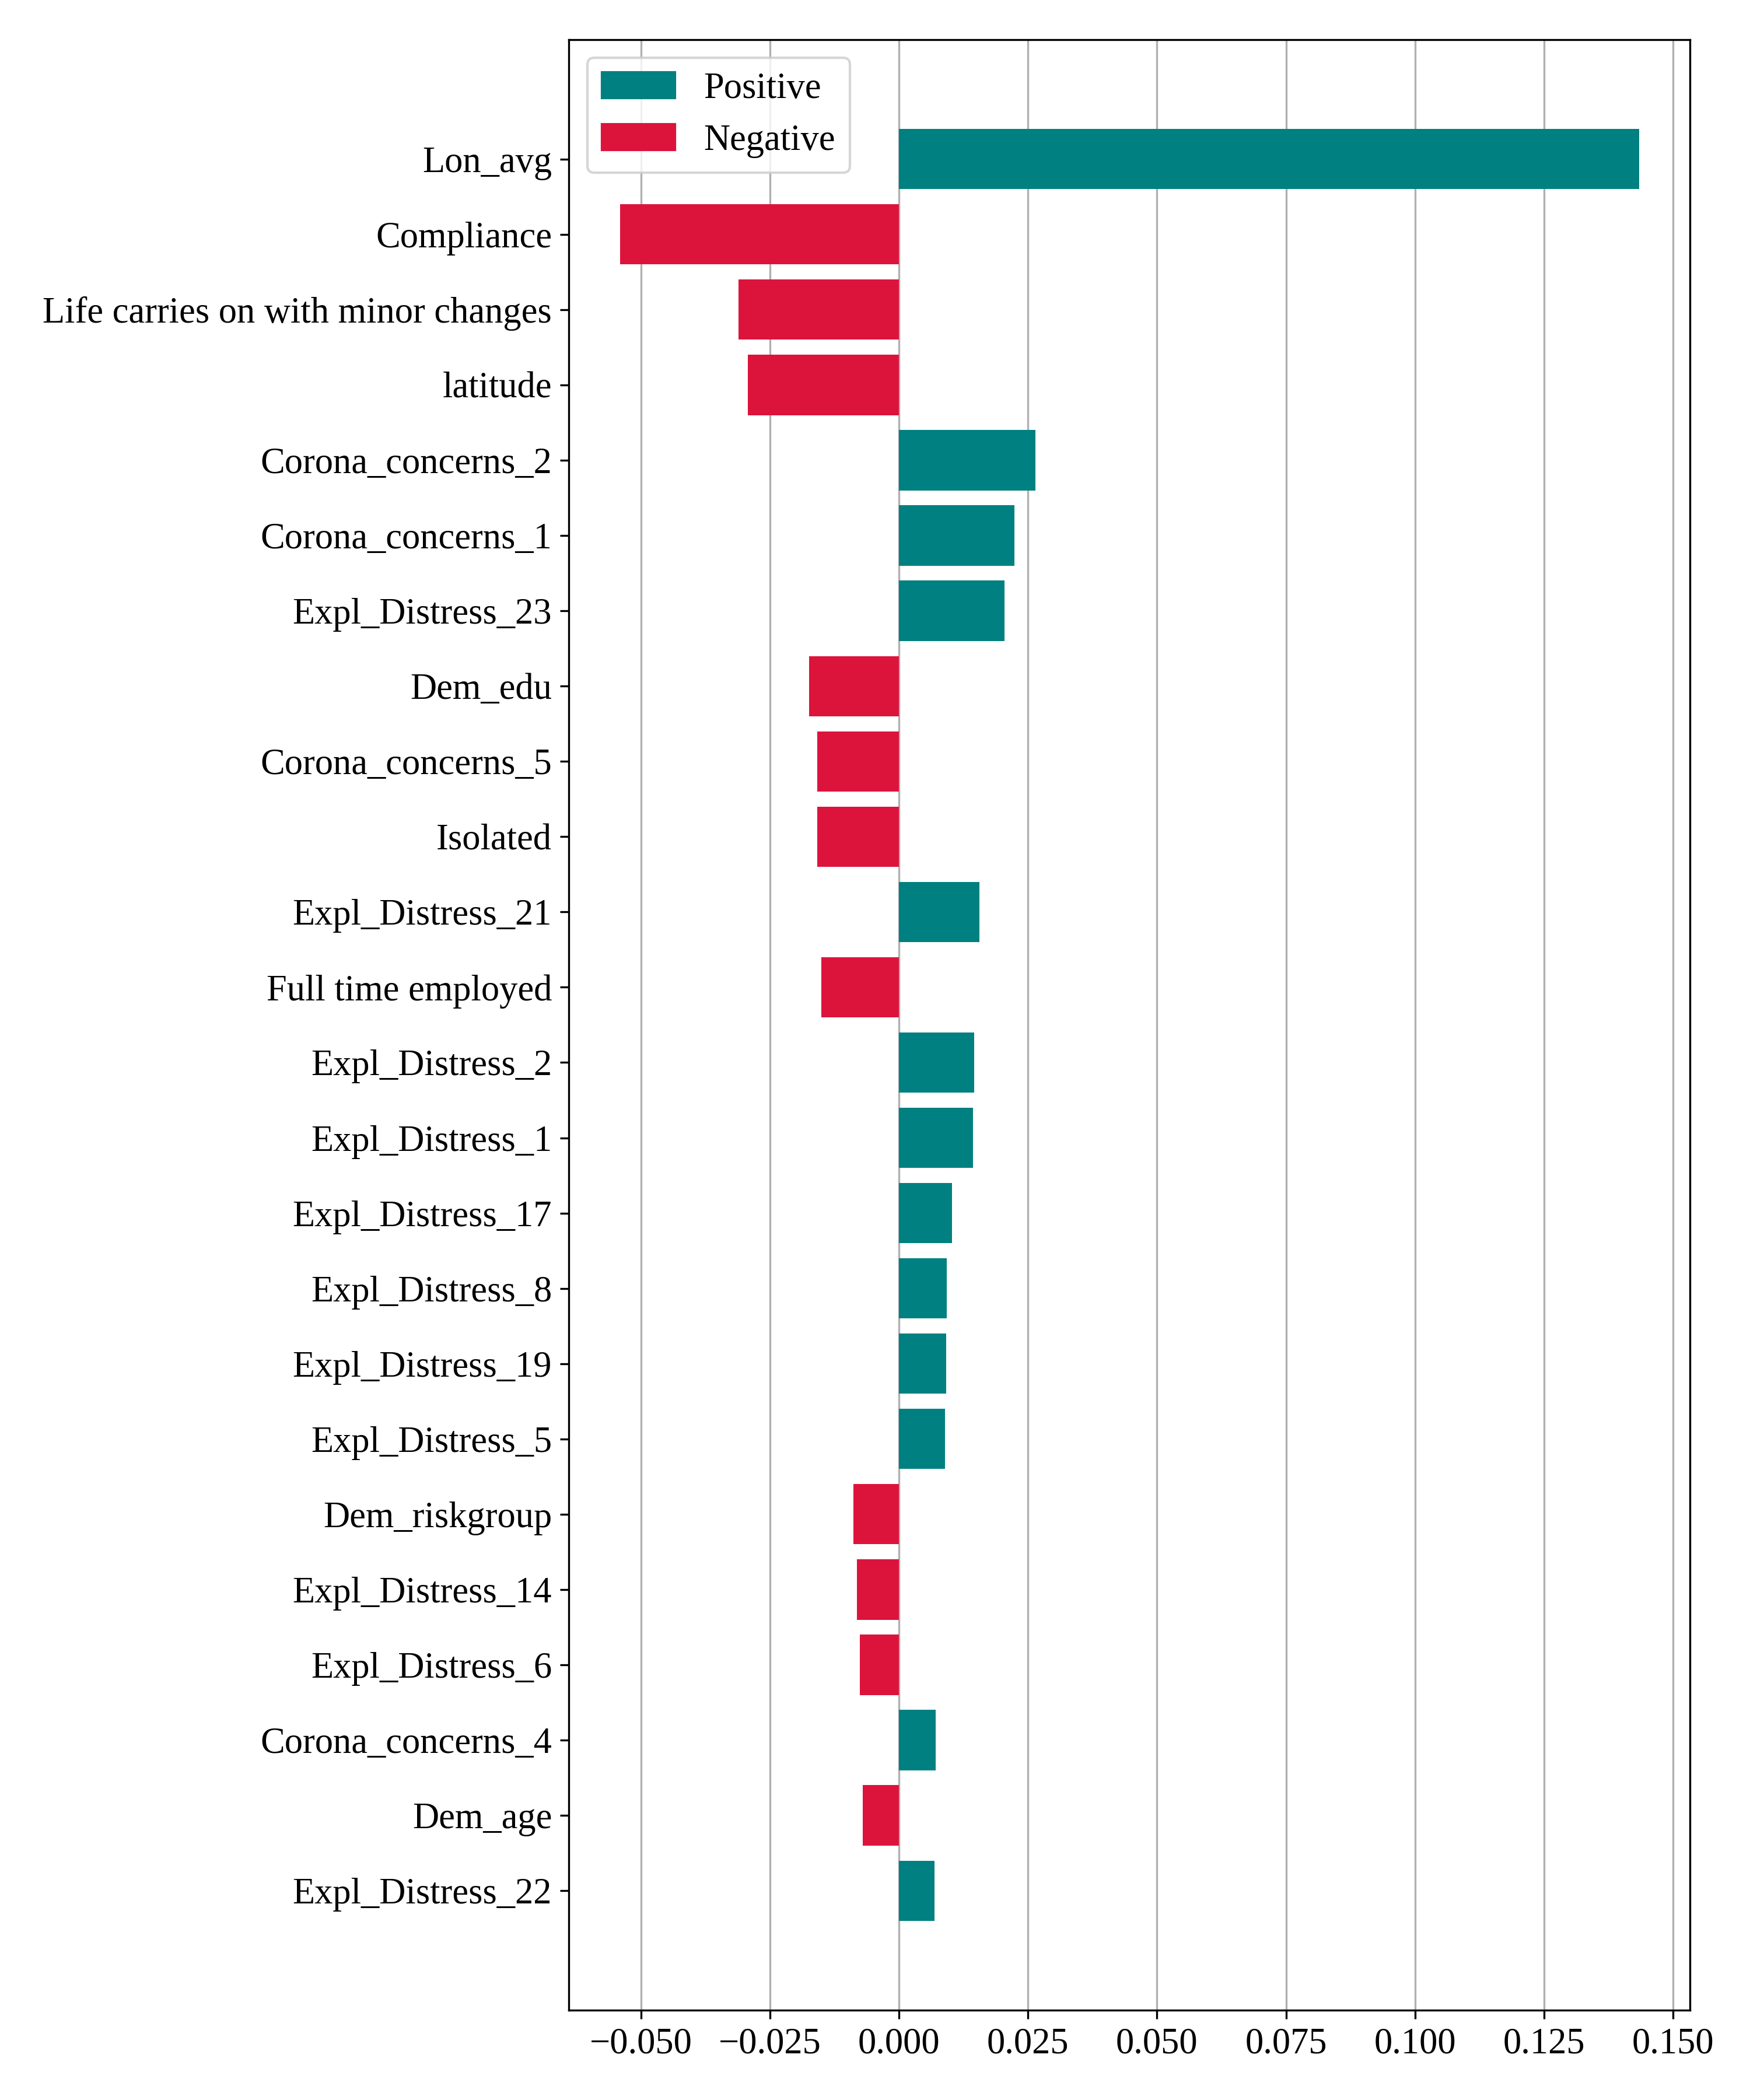 Positive
Negative
Lon_avg
Compliance
Life carries on with minor changes
latitude
Corona_concerns_2
Corona_concerns_1
Expl_Distress_23
Dem_edu
Corona_concerns_5
Isolated
Expl_Distress_21
Full time employed
Expl_Distress_2
Expl_Distress_1
Expl_Distress_17
Expl_Distress_8
Expl_Distress_19
Expl_Distress_5
Dem_riskgroup
Expl_Distress_14
Expl_Distress_6
Corona_concerns_4
Dem_age
Expl_Distress_22
−0.050 −0.025 0.000 0.025 0.050 0.075 0.100 0.125 0.150